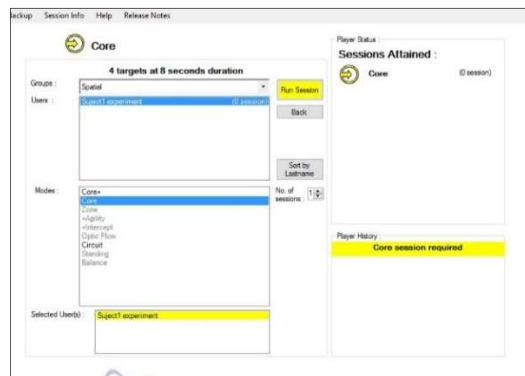 Backup Session Info Help Release Notes
Core
4 targets at 8 seconds duration
Groups : Spatial
Run Session
Users : Suject1 experiment (0 session)
Back
Sort by
Lastname
Modes :
No. of
sessions : 1
Core+
Core
Zone
+Agility
+Intercept
Optic Flow
Circuit
Standing
Balance
Selected User(s) : Suject1 experiment
Player Status :
Sessions Attained :
Core (0 session)
Player History :
Core session required